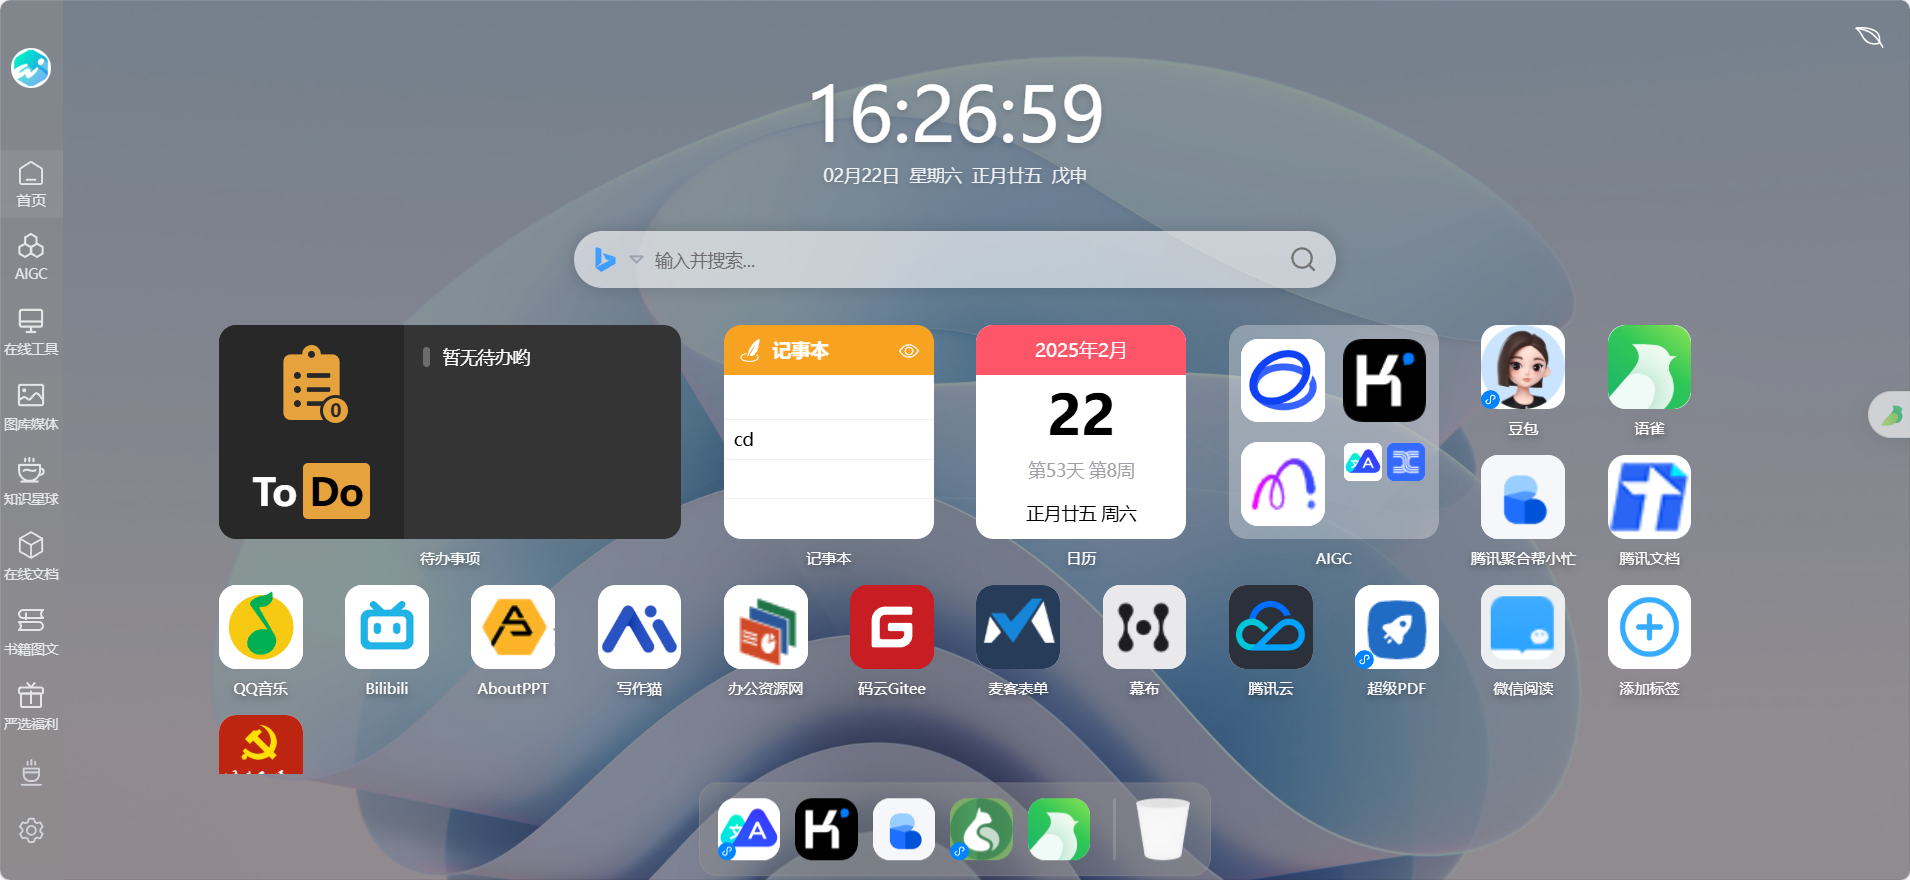 16:26:59
02月22日 星期六 正月廿五 戊申
输入并搜索...
首页
AIGC
在线工具
图库媒体
知识星球
在线文档
书籍图文
严选福利
暂无待办哟
0
To Do
待办事项
记事本
cd
记事本
2025年2月
22
第53天 第8周
正月廿五 周六
日历
AIGC
豆包
语雀
腾讯聚合帮小忙
腾讯文档
QQ音乐
Bilibili
AboutPPT
写作猫
办公资源网
码云Gitee
麦客表单
幕布
腾讯云
超级PDF
微信阅读
添加标签